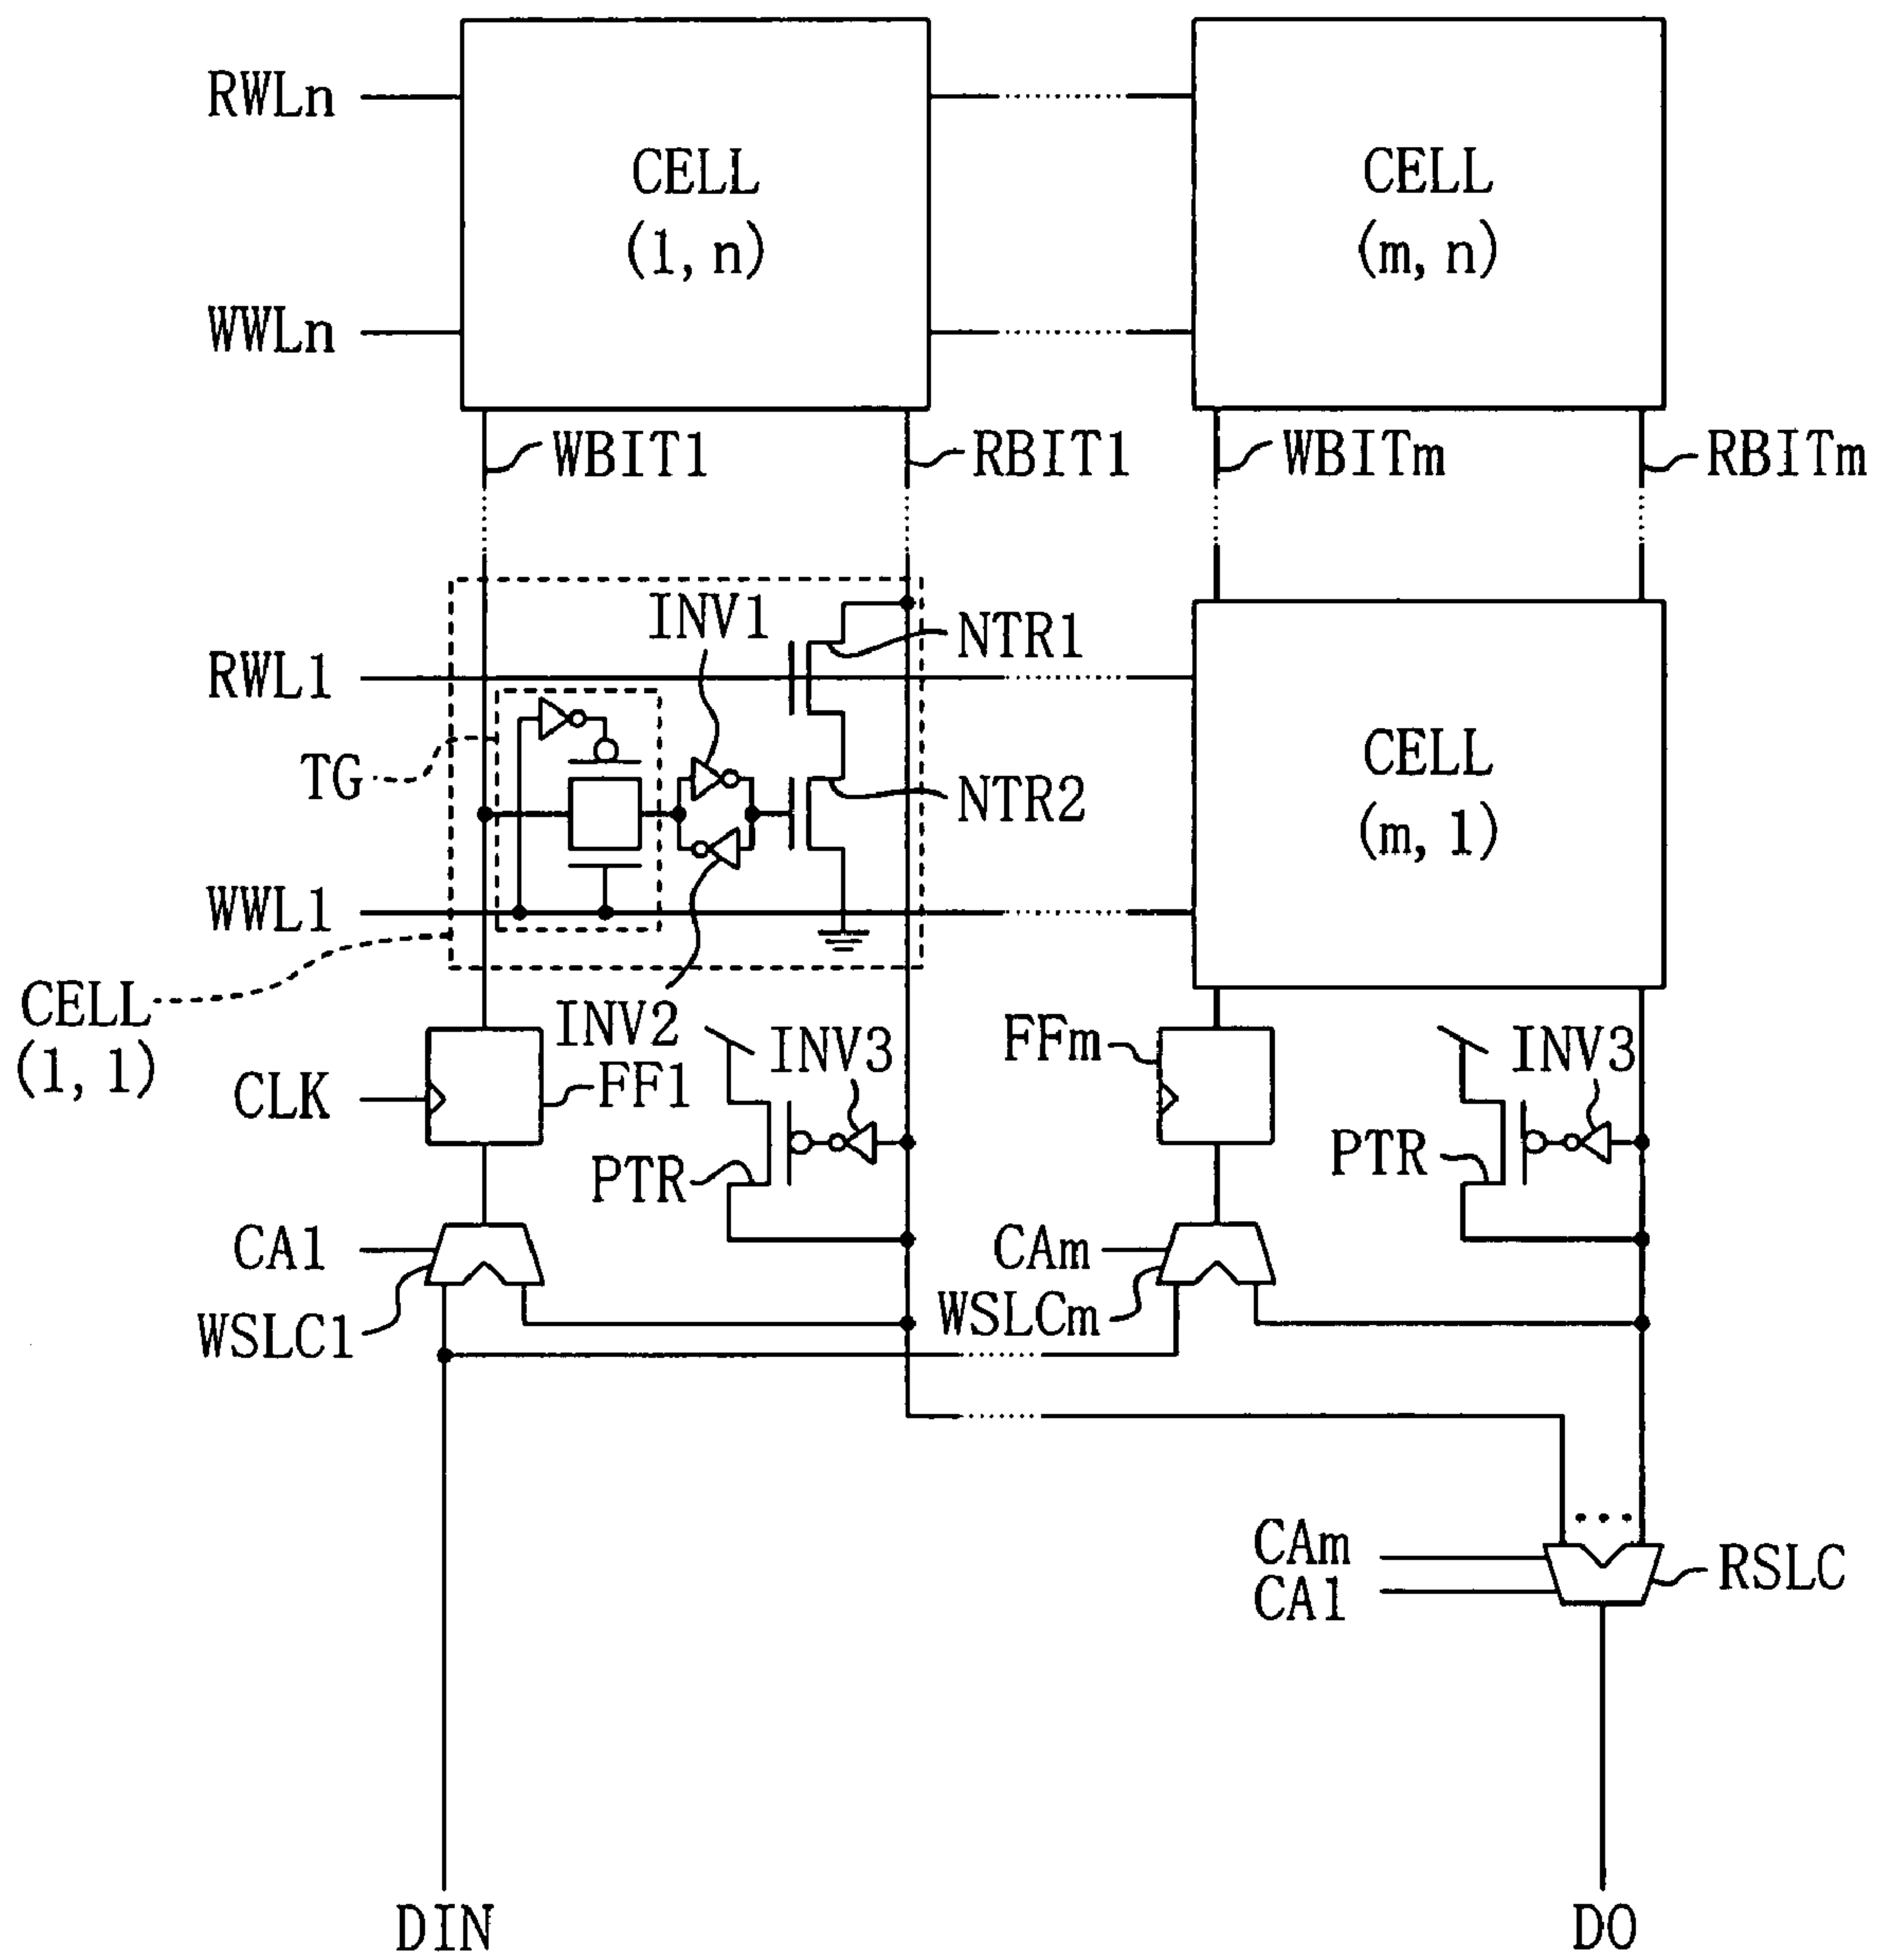 RWLn
CELL
(1, n)
CELL
(m, n)
WWLn
WBIT1
RBIT1
WBITm
RBITm
INV1
NTR1
RWL1
TG
NTR2
CELL
(m, 1)
WWL1
CELL
(1, 1)
INV2
INV3
FFm
INV3
CLK
FF1
PTR
PTR
CA1
CAm
WSLC1
WSLCm
CAm
CA1
RSLC
DIN
DO